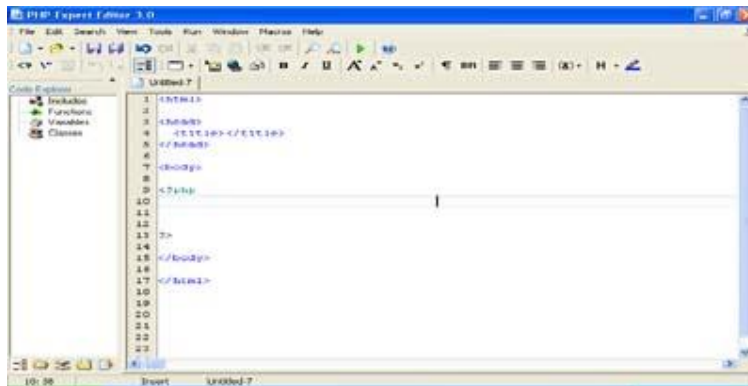 PHP Expert Editor 3.0
File Edit Search View Tools Run Window Macros Help
Code Explorer
Includes
Functions
Variables
Classes
Untitled-7
1 <html>
2
3 <head>
4 <title></title>
5 </head>
6
7 <body>
8
9 <?php
10
11
12
13 ?>
14
15 </body>
16
17 </html>
18
19
20
21
22
23
10: 38 Insert Untitled-7